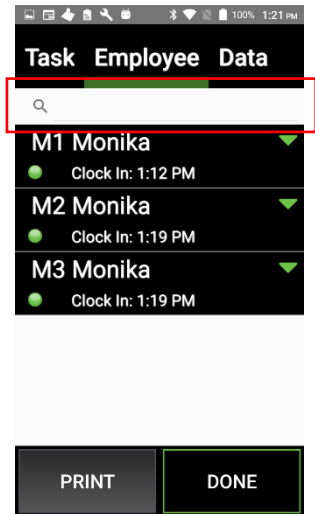 100% 1:21 PM
Task Employee Data
M1 Monika
Clock In: 1:12 PM
M2 Monika
Clock In: 1:19 PM
M3 Monika
Clock In: 1:19 PM
PRINT DONE